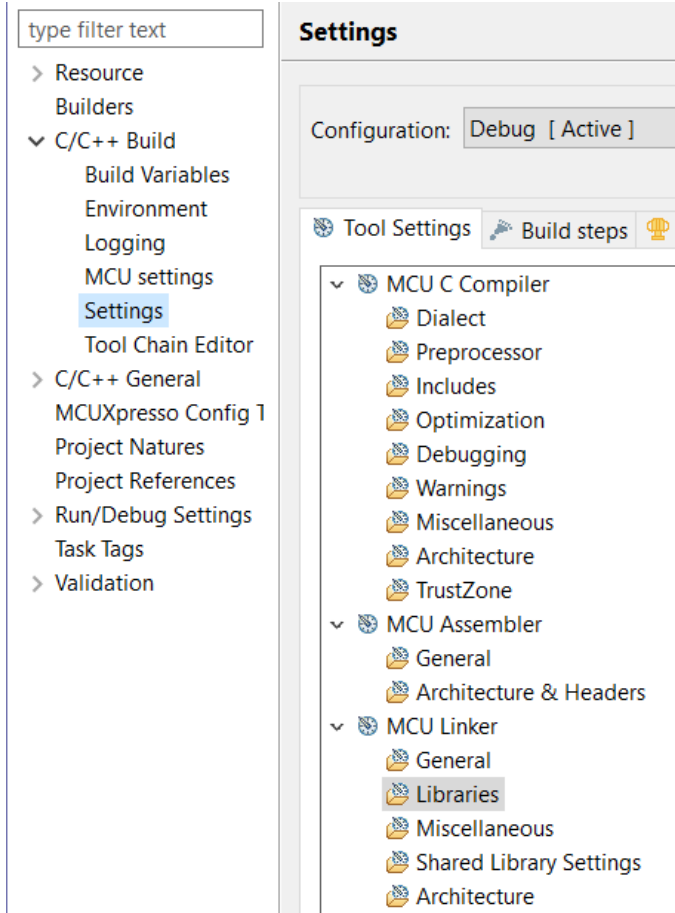 type filter text
Resource
Builders
C/C++ Build
Build Variables
Environment
Logging
MCU settings
Settings
Tool Chain Editor
C/C++ General
MCUXpresso Config T
Project Natures
Project References
Run/Debug Settings
Task Tags
Validation
Settings
Configuration: Debug [ Active ]
Tool Settings Build steps
MCU C Compiler
Dialect
Preprocessor
Includes
Optimization
Debugging
Warnings
Miscellaneous
Architecture
TrustZone
MCU Assembler
General
Architecture & Headers
MCU Linker
General
Libraries
Miscellaneous
Shared Library Settings
Architecture